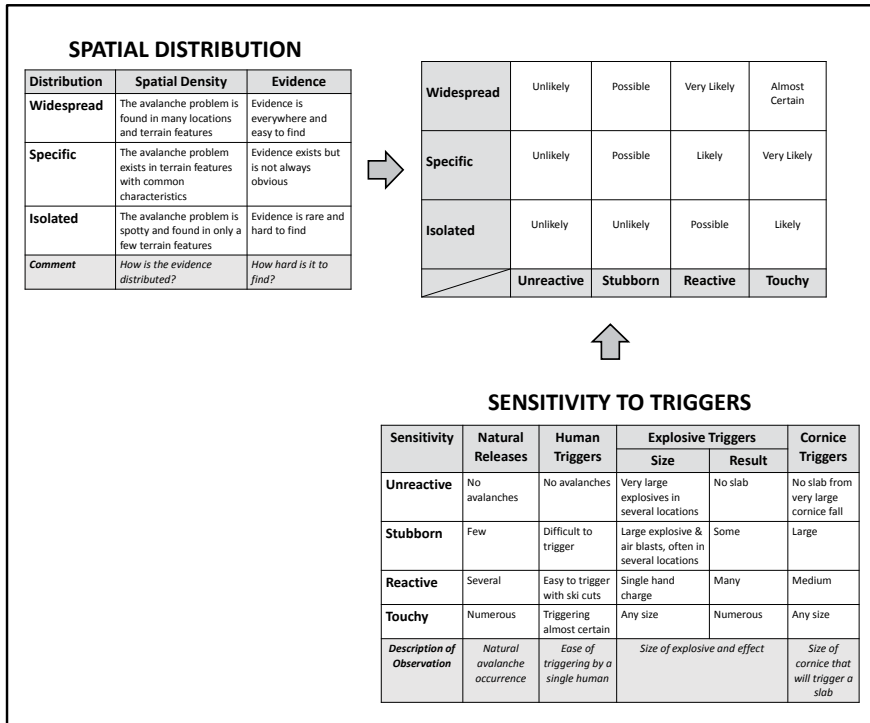 SPATIAL DISTRIBUTION
Distribution Spatial Density Evidence
Widespread The avalanche problem is Evidence is
found in many locations everywhere and
and terrain features easy to find
Specific The avalanche problem Evidence exists but
exists in terrain features is not always
with common obvious
characteristics
Isolated The avalanche problem is Evidence is rare and
spotty and found in only a hard to find
few terrain features
Comment How is the evidence How hard is it to
distributed? find?
Widespread Unlikely Possible Very Likely Almost
Certain
Specific Unlikely Possible Likely Very Likely
Isolated Unlikely Unlikely Possible Likely
Unreactive Stubborn Reactive Touchy
SENSITIVITY TO TRIGGERS
Sensitivity Natural Human Explosive Triggers Cornice
Releases Triggers Size Result Triggers
Unreactive No No avalanches Very large No slab No slab from
avalanches explosives in very large
several locations cornice fall
Stubborn Few Difficult to Large explosive & Some Large
trigger air blasts, often in
several locations
Reactive Several Easy to trigger Single hand Many Medium
with ski cuts charge
Touchy Numerous Triggering Any size Numerous Any size
almost certain
Description of Natural Ease of Size of explosive and effect Size of
Observation avalanche triggering by a cornice that
occurrence single human will trigger a
slab